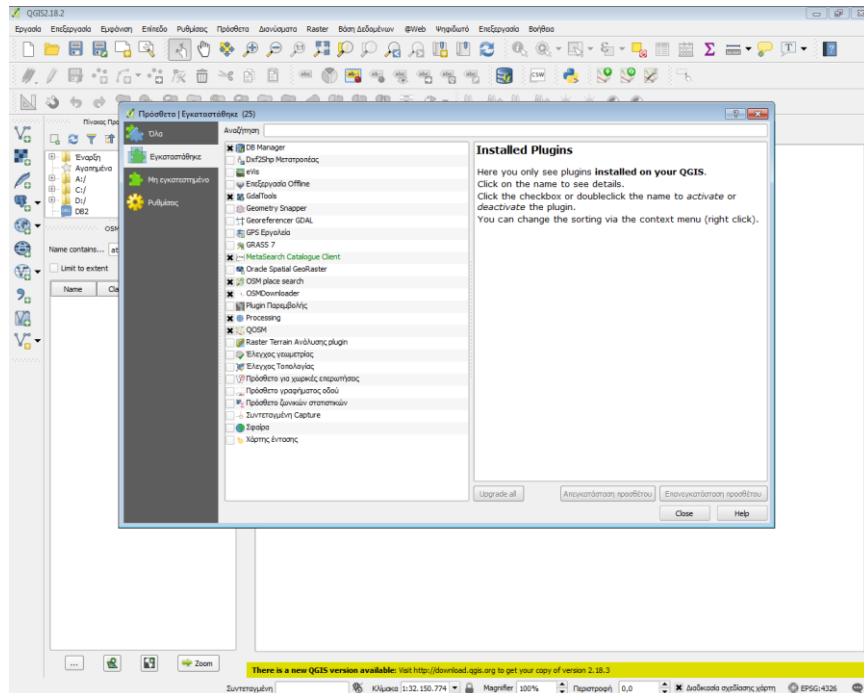 QGIS2.18.2
Εργασία Επεξεργασία Εμφάνιση Επίπεδο Ρυθμίσεις Πρόσθετα Διανύσματα Raster Βάση Δεδομένων @Web Ψηφιδωτό Επεξεργασία Βοήθεια
Πρόσθετα | Εγκαταστάθηκε (25)
Όλα
Εγκαταστάθηκε
Μη εγκατεστημένο
Ρυθμίσεις
Αναζήτηση
DB Manager
Dxf2Shp Μετατροπέας
eVis
Επεξεργασία Offline
GdalTools
Geometry Snapper
Georeferencer GDAL
GPS Εργαλεία
GRASS 7
MetaSearch Catalogue Client
Oracle Spatial GeoRaster
OSM place search
OSMDownloader
Plugin Παρεμβολής
Processing
QOSM
Raster Terrain Ανάλυσης plugin
Έλεγχος γεωμετρίας
Έλεγχος Τοπολογίας
Πρόσθετο για χωρικές επερωτήσεις
Πρόσθετο γραφήματος οδού
Πρόσθετο ζωνικών στατιστικών
Συντεταγμένη Capture
Σφαίρα
Χάρτης έντασης
Installed Plugins
Here you only see plugins installed on your QGIS.
Click on the name to see details.
Click the checkbox or doubleclick the name to activate or
deactivate the plugin.
You can change the sorting via the context menu (right click).
Upgrade all
Απεγκατάσταση προσθέτου
Επανεγκατάσταση προσθέτου
Close
Help
Πίνακας Προ
Έναρξη
Αγαπημένα
A:/
C:/
D:/
DB2
OSM
Name contains... at
Limit to extent
Name Cla
...
Zoom
There is a new QGIS version available: Visit http://download.qgis.org to get your copy of version 2.18.3
Συντεταγμένη
Κλίμακα 1:32.150.774
Magnifier 100%
Περιστροφή 0,0
Διαδικασία σχεδίασης χάρτη
EPSG:4326